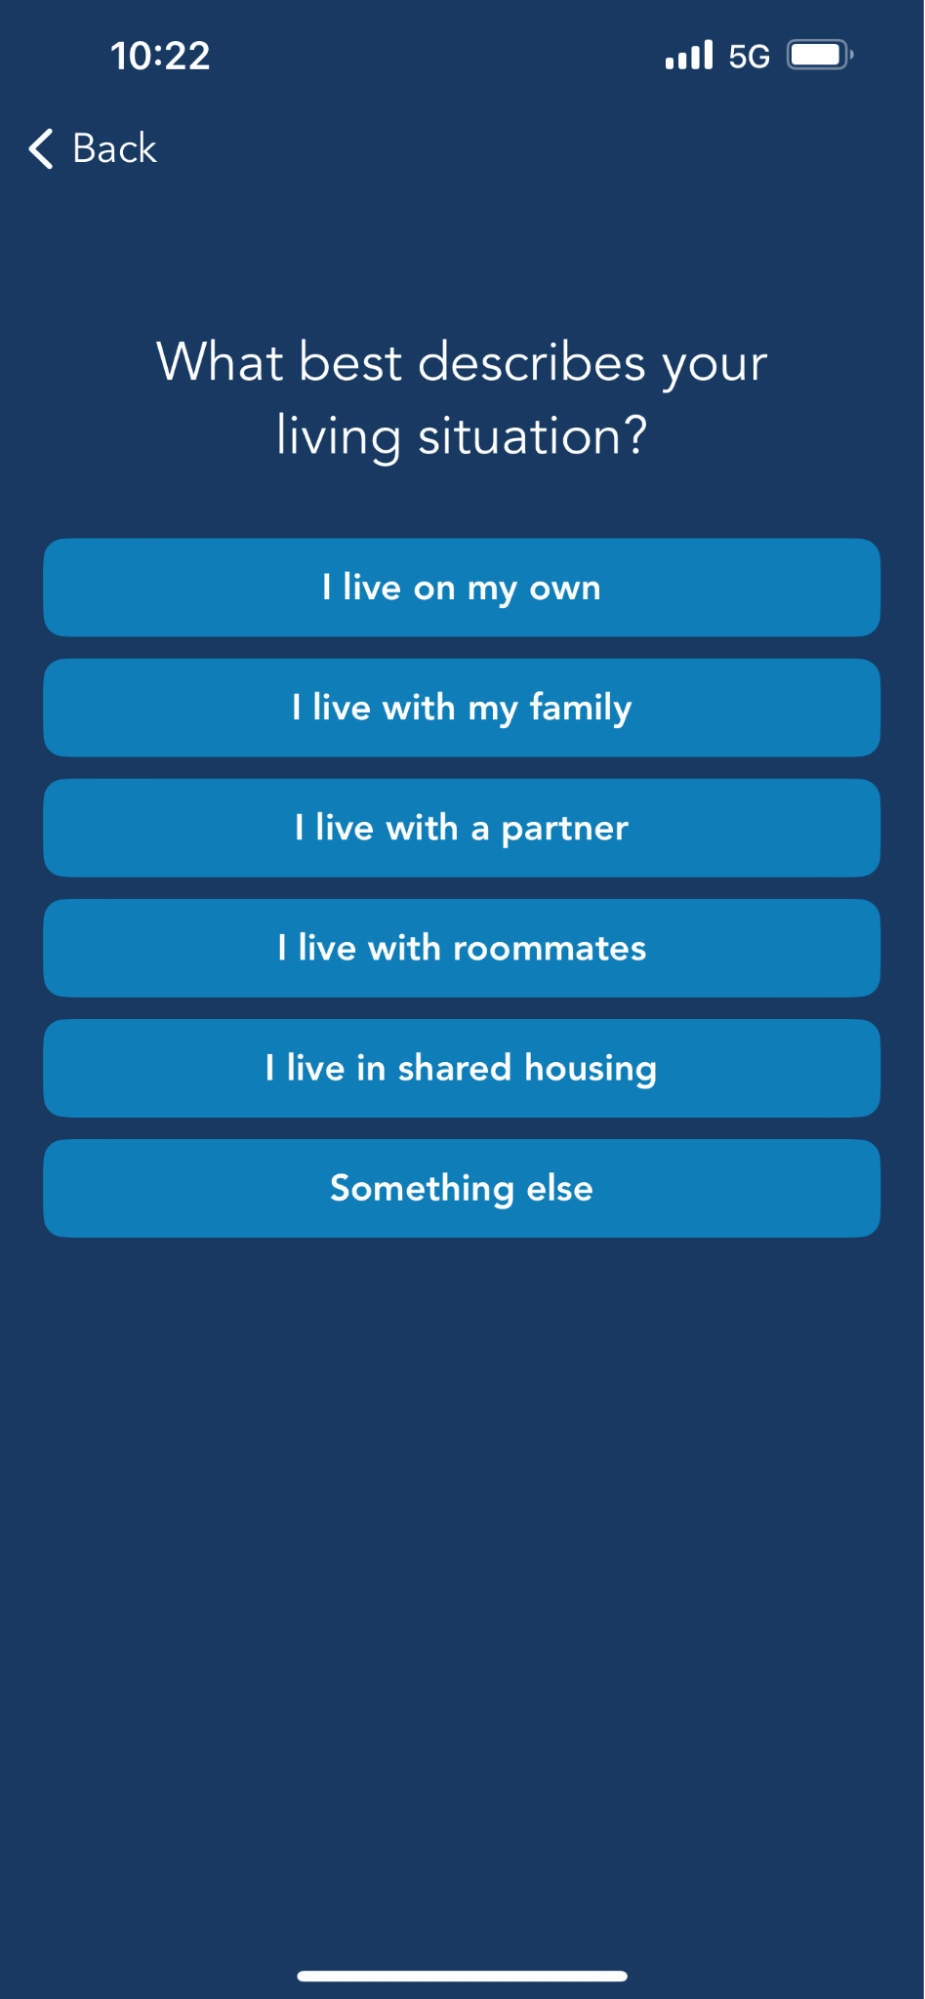 10:22 5G
Back
What best describes your
living situation?
I live on my own
I live with my family
I live with a partner
I live with roommates
I live in shared housing
Something else